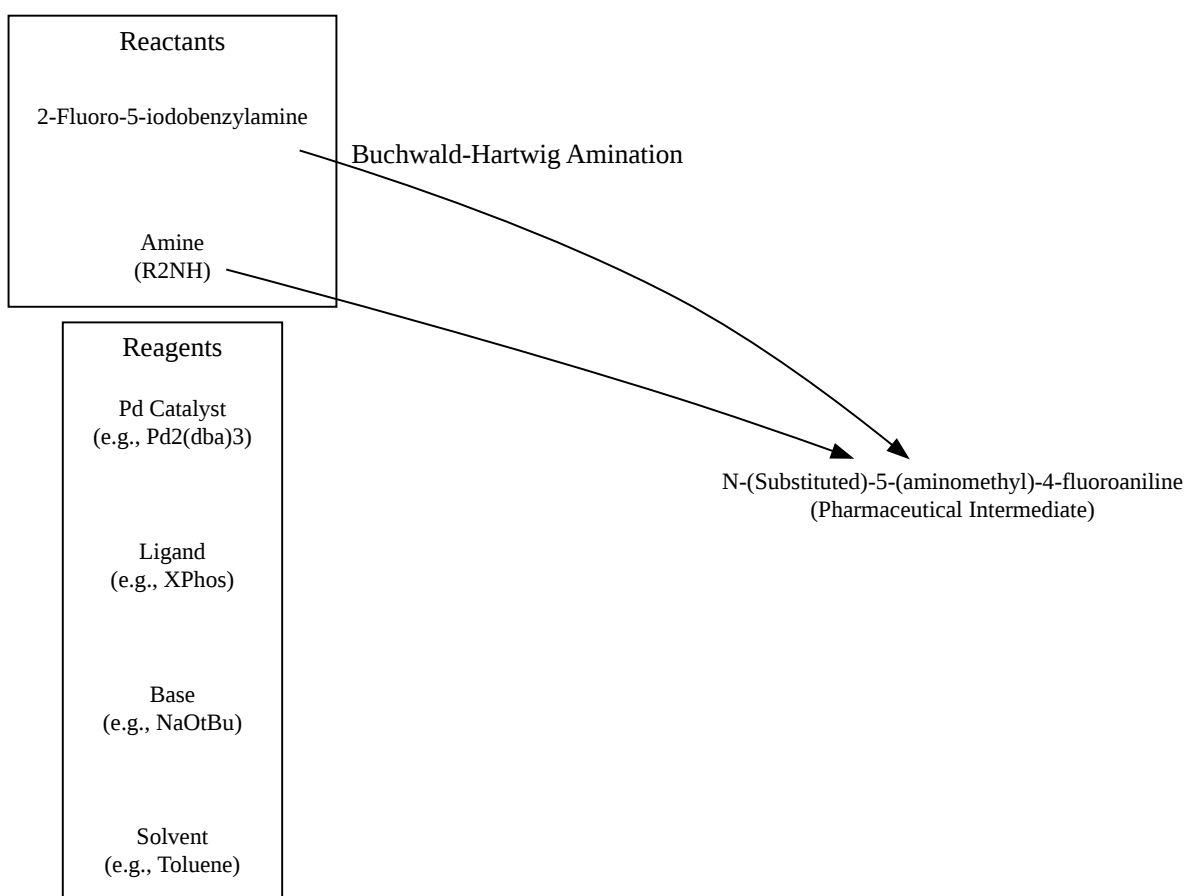 Reactants
2-Fluoro-5-iodobenzylamine
Buchwald-Hartwig Amination
Amine
(R2NH)
Reagents
Pd Catalyst
(e.g., Pd2(dba)3)
N-(Substituted)-5-(aminomethyl)-4-fluoroaniline
(Pharmaceutical Intermediate)
Ligand
(e.g., XPhos)
Base
(e.g., NaOtBu)
Solvent
(e.g., Toluene)